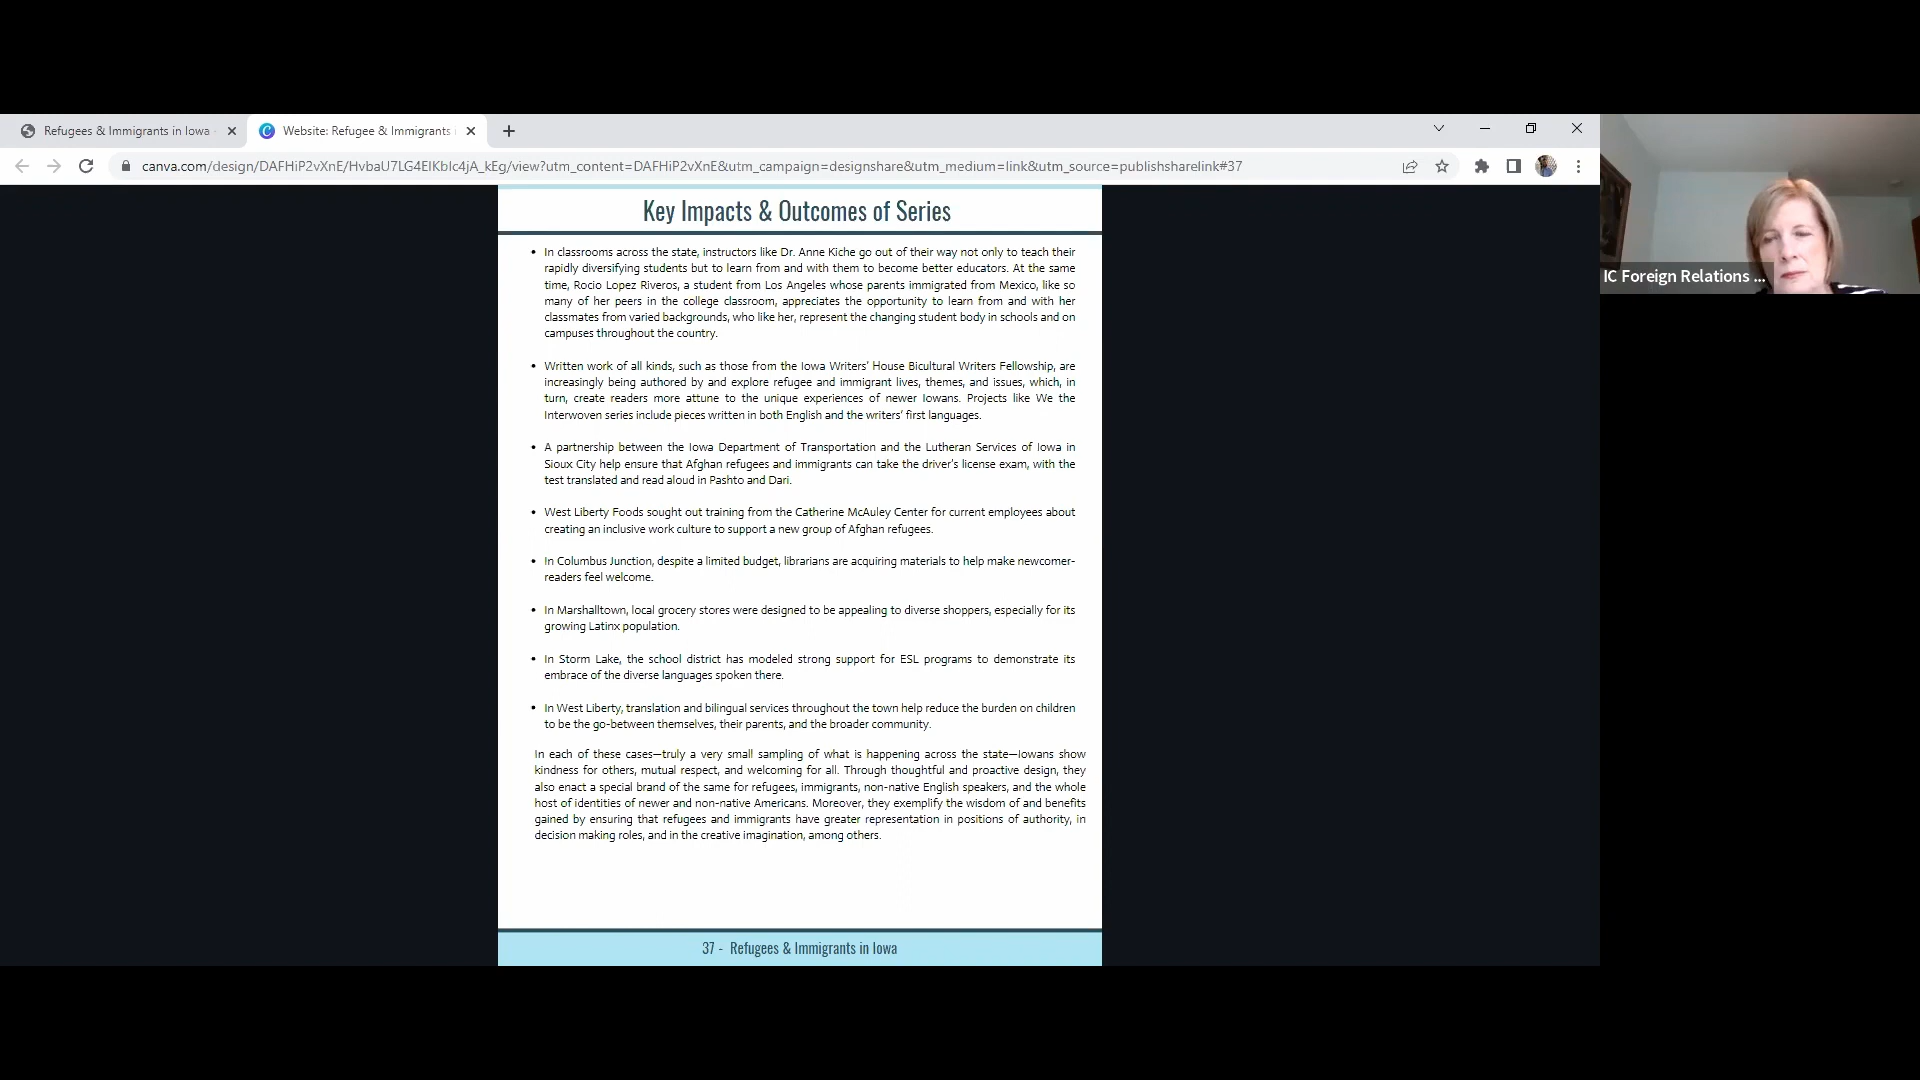 Refugees & Immigrants in Iowa
Website: Refugee & Immigrants
canva.com/design/DAFHiP2vXnE/HvbaU7LG4ElKblc4jA_kEg/view?utm_content=DAFHiP2vXnE&utm_campaign=designshare&utm_medium=link&utm_source=publishsharelink#37
Key Impacts & Outcomes of Series
• In classrooms across the state, instructors like Dr. Anne Kiche go out of their way not only to teach their
rapidly diversifying students but to learn from and with them to become better educators. At the same
time, Rocio Lopez Riveros, a student from Los Angeles whose parents immigrated from Mexico, like so
many of her peers in the college classroom, appreciates the opportunity to learn from and with her
classmates from varied backgrounds, who like her, represent the changing student body in schools and on
campuses throughout the country.
• Written work of all kinds, such as those from the Iowa Writers' House Bicultural Writers Fellowship, are
increasingly being authored by and explore refugee and immigrant lives, themes, and issues, which, in
turn, create readers more attune to the unique experiences of newer Iowans. Projects like We the
Interwoven series include pieces written in both English and the writers' first languages.
• A partnership between the Iowa Department of Transportation and the Lutheran Services of Iowa in
Sioux City help ensure that Afghan refugees and immigrants can take the driver's license exam, with the
test translated and read aloud in Pashto and Dari.
• West Liberty Foods sought out training from the Catherine McAuley Center for current employees about
creating an inclusive work culture to support a new group of Afghan refugees.
• In Columbus Junction, despite a limited budget, librarians are acquiring materials to help make newcomer-
readers feel welcome.
• In Marshalltown, local grocery stores were designed to be appealing to diverse shoppers, especially for its
growing Latinx population.
• In Storm Lake, the school district has modeled strong support for ESL programs to demonstrate its
embrace of the diverse languages spoken there.
• In West Liberty, translation and bilingual services throughout the town help reduce the burden on children
to be the go-between themselves, their parents, and the broader community.
In each of these cases—truly a very small sampling of what is happening across the state—Iowans show
kindness for others, mutual respect, and welcoming for all. Through thoughtful and proactive design, they
also enact a special brand of the same for refugees, immigrants, non-native English speakers, and the whole
host of identities of newer and non-native Americans. Moreover, they exemplify the wisdom of and benefits
gained by ensuring that refugees and immigrants have greater representation in positions of authority, in
decision making roles, and in the creative imagination, among others.
37 - Refugees & Immigrants in Iowa
IC Foreign Relations ...